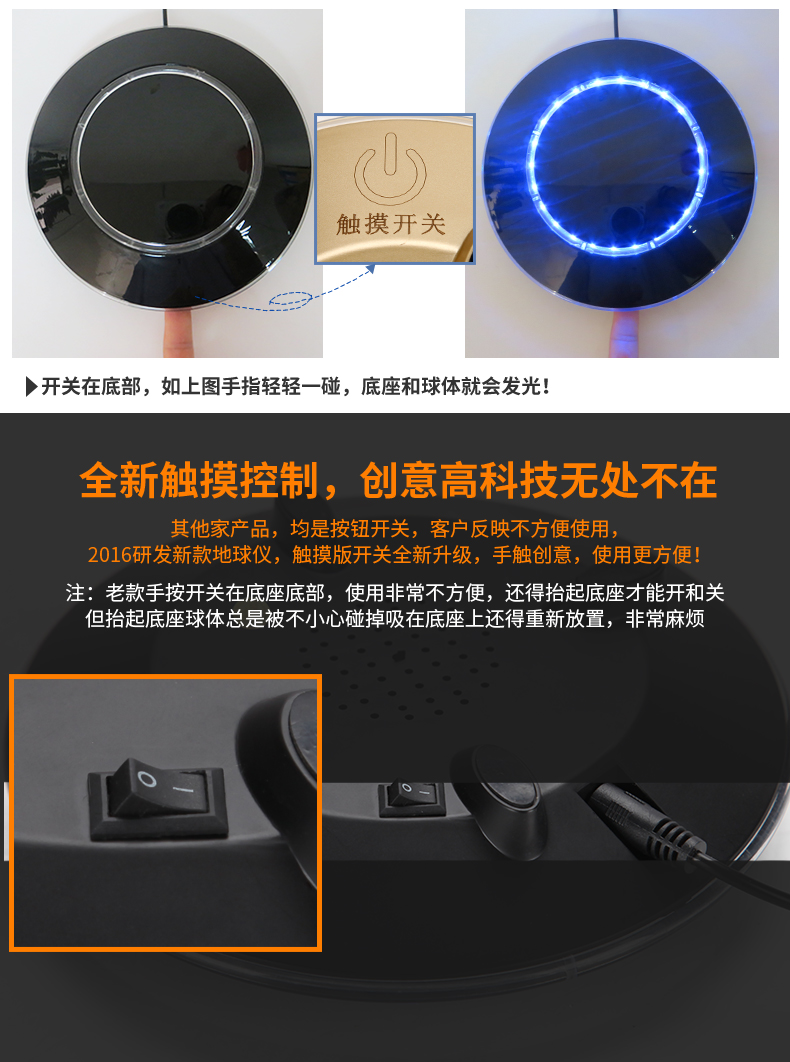 触摸开关
开关在底部，如上图手指轻轻一碰，底座和球体就会发光！
全新触摸控制，创意高科技无处不在
其他家产品，均是按钮开关，客户反映不方便使用，
2016研发新款地球仪，触摸版开关全新升级，手触创意，使用更方便！
注：老款手按开关在底座底部，使用非常不方便，还得抬起底座才能开和关
但抬起底座球体总是被不小心碰掉吸在底座上还得重新放置，非常麻烦